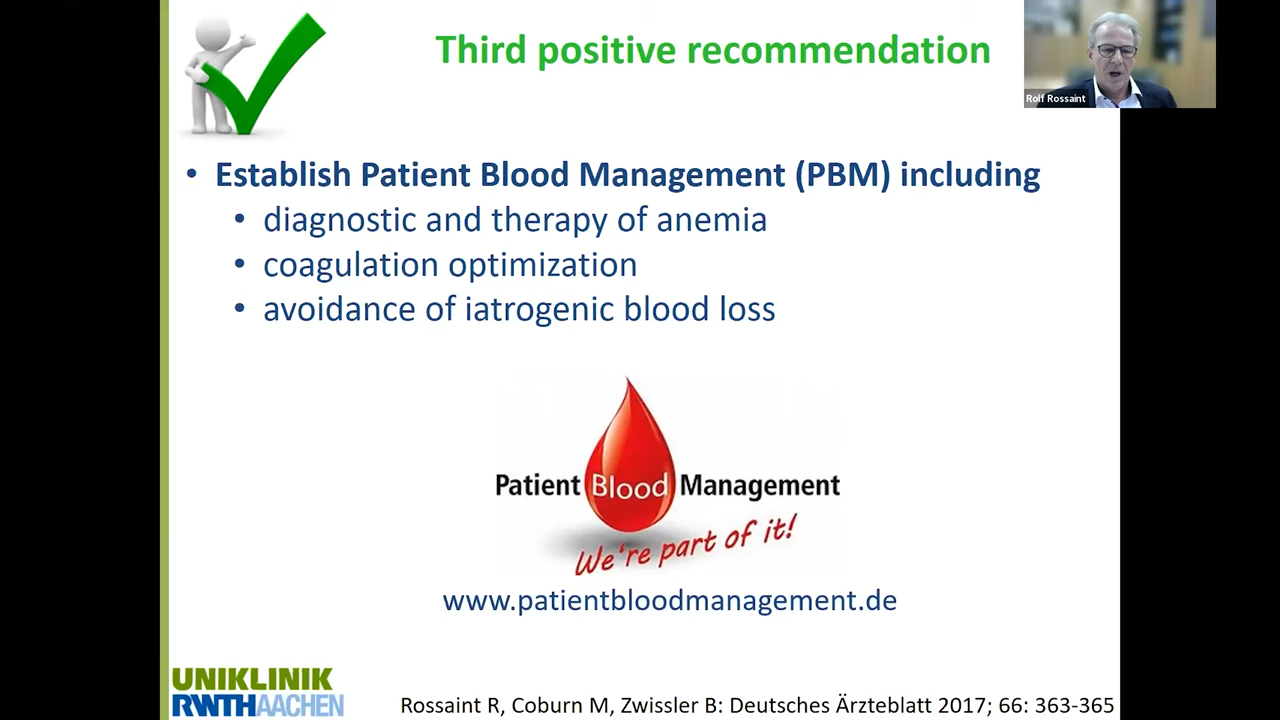 Third positive recommendation
Rolf Rossaint
• Establish Patient Blood Management (PBM) including
• diagnostic and therapy of anemia
• coagulation optimization
• avoidance of iatrogenic blood loss
Patient Blood Management
We're part of it!
www.patientbloodmanagement.de
UNIKLINIK
RWTHAACHEN
Rossaint R, Coburn M, Zwissler B: Deutsches Ärzteblatt 2017; 66: 363-365